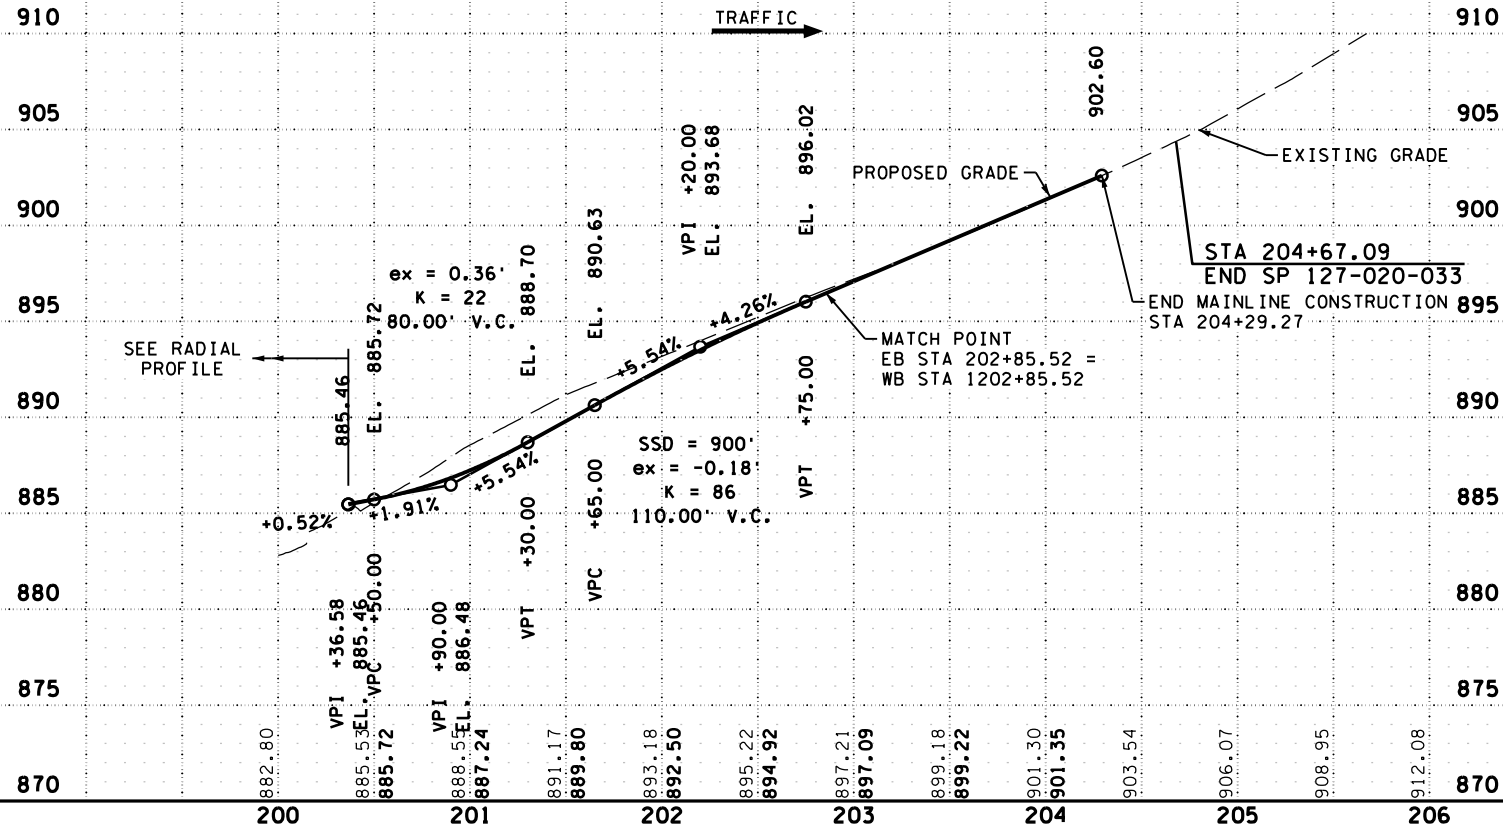 910
TRAFFIC
910
902.60
905
905
+20.00
893.68
EL. 896.02
EXISTING GRADE
PROPOSED GRADE
900
900
EL. 890.63
VPI
EL.
STA 204+67.09
END SP 127-020-033
ex = 0.36'
K = 22
80.00' V.C.
EL. 888.70
895
895
EL. 885.72
+4.26%
END MAINLINE CONSTRUCTION
STA 204+29.27
SEE RADIAL
PROFILE
+5.54%
MATCH POINT
EB STA 202+85.52 =
WB STA 1202+85.52
890
890
885.46
VPT +75.00
SSD = 900'
ex = -0.18'
K = 86
110.00' V.C.
+5.54%
885
885
+0.52%
+1.91%
VPT +30.00
VPC +65.00
880
880
VPI +36.58
EL. 885.46
VPC +50.00
VPI +90.00
EL. 886.48
875
875
882.80
885.53
885.72
888.55
887.24
891.17
889.80
893.18
892.50
895.22
894.92
897.21
897.09
899.18
899.22
901.30
901.35
903.54
906.07
908.95
912.08
870
870
200
201
202
203
204
205
206